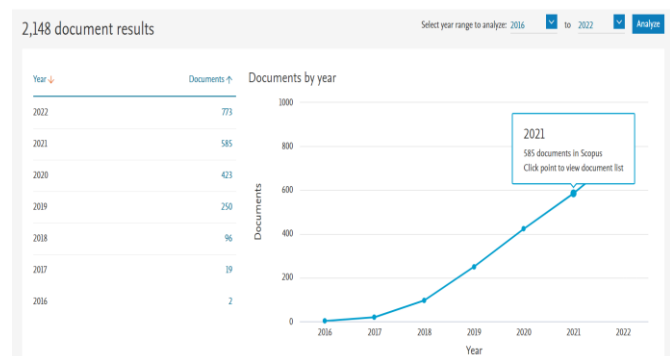 2,148 document results
Select year range to analyze: 2016 to 2022 Analyze
Year Documents
2022 773
2021 585
2020 423
2019 250
2018 96
2017 19
2016 2
Documents by year
1000
800
600
400
200
0
Documents
2021
585 documents in Scopus
Click point to view document list
2016 2017 2018 2019 2020 2021 2022
Year